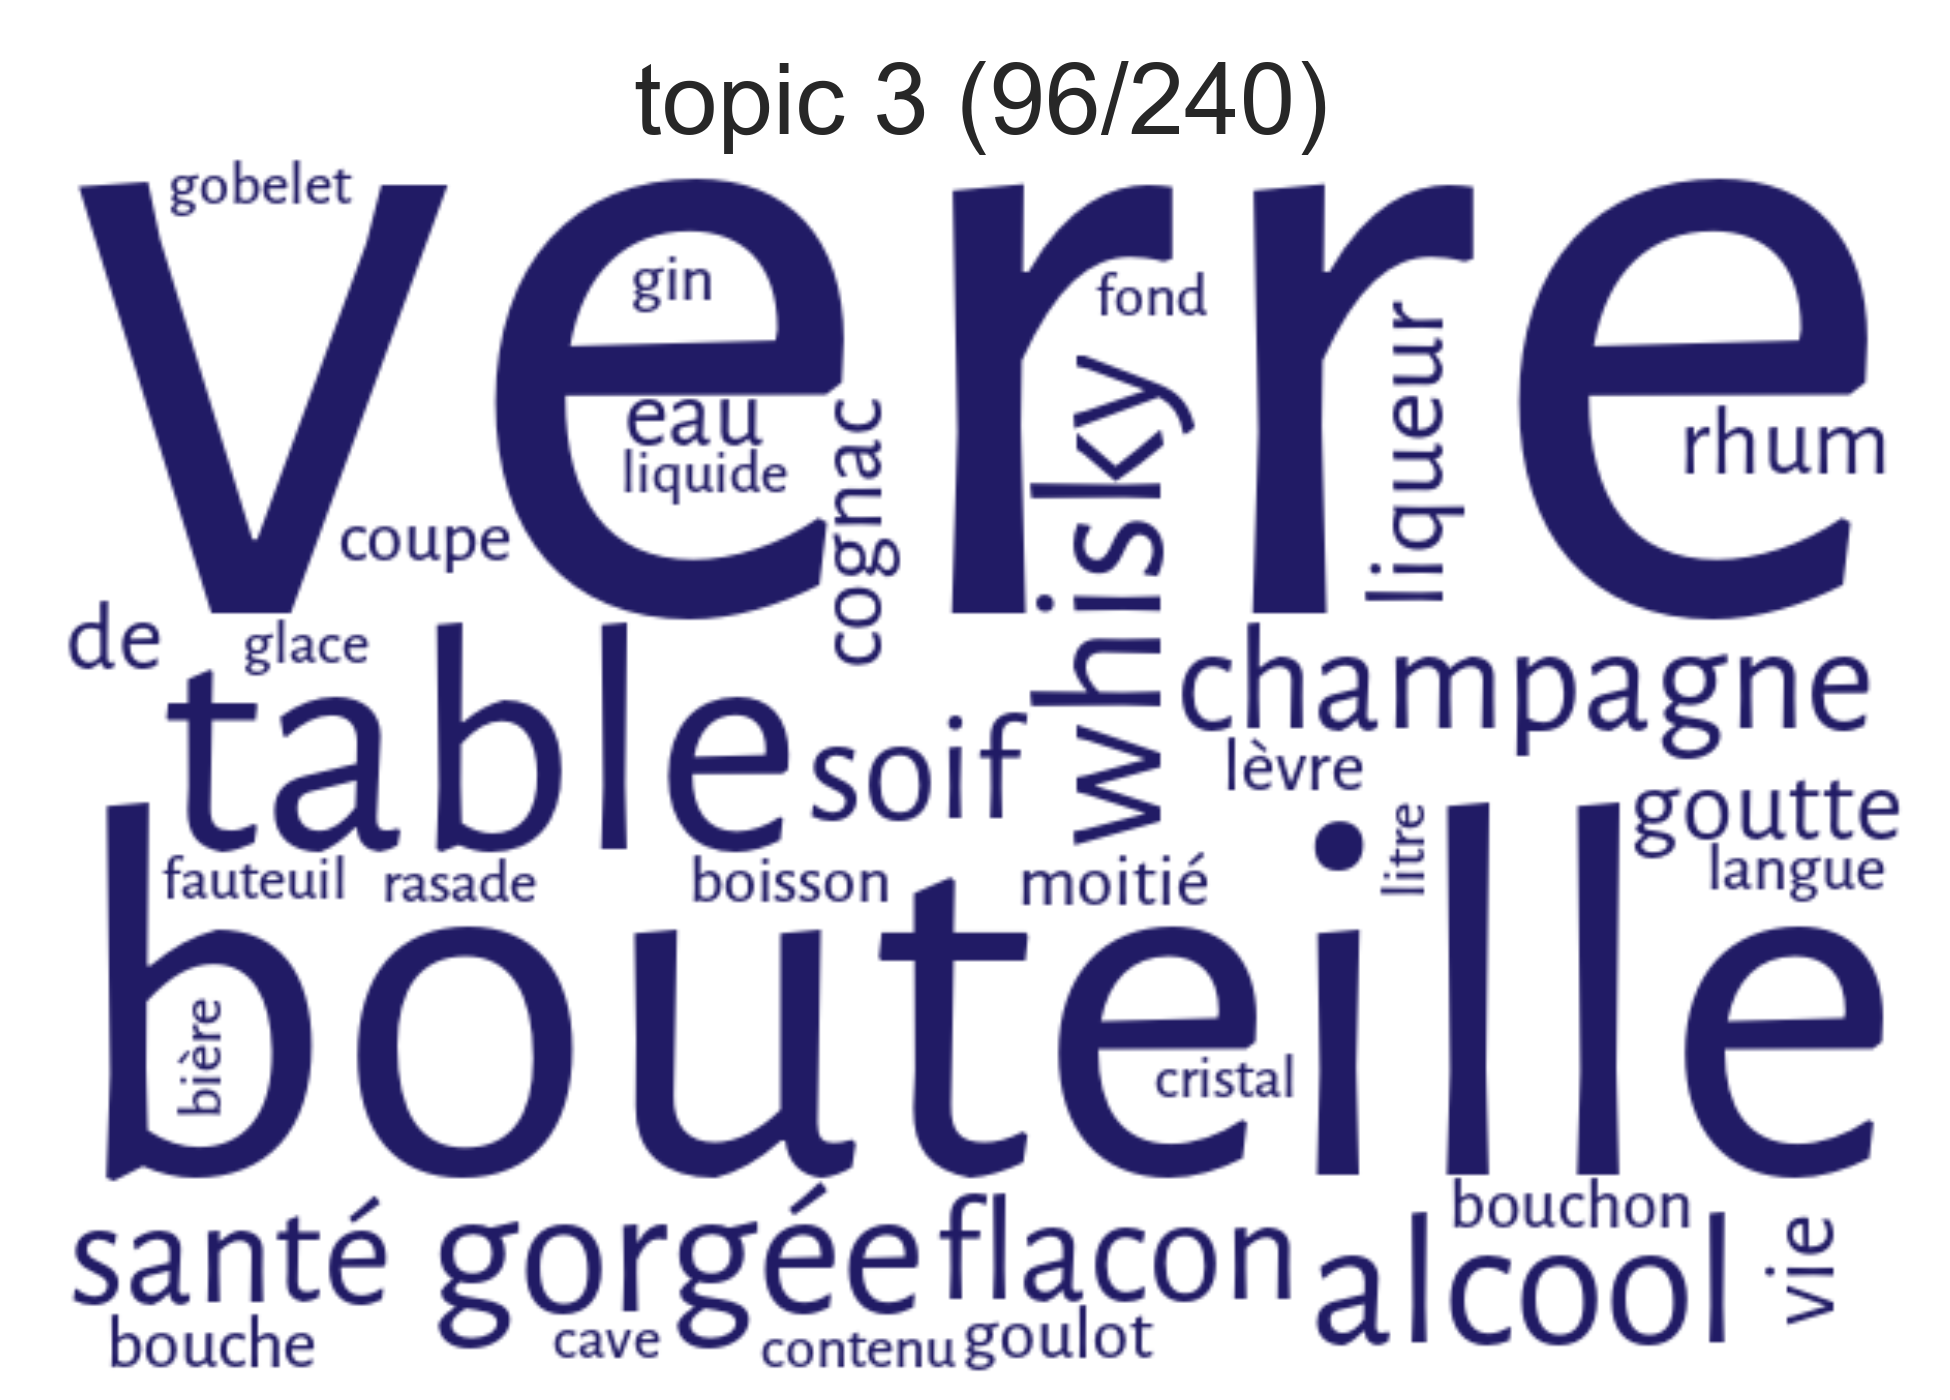 topic 3 (96/240)
verre
gobelet
gin
fond
eau
liquide
cognac
whisky
liqueur
rhum
coupe
de
glace
table
soif
champagne
lèvre
goutte
langue
litre
fauteuil
rasade
boisson
moitié
bouteille
bière
cristal
santé
gorgée
flacon
bouchon
alcool
vie
bouche
cave
contenu
goulot